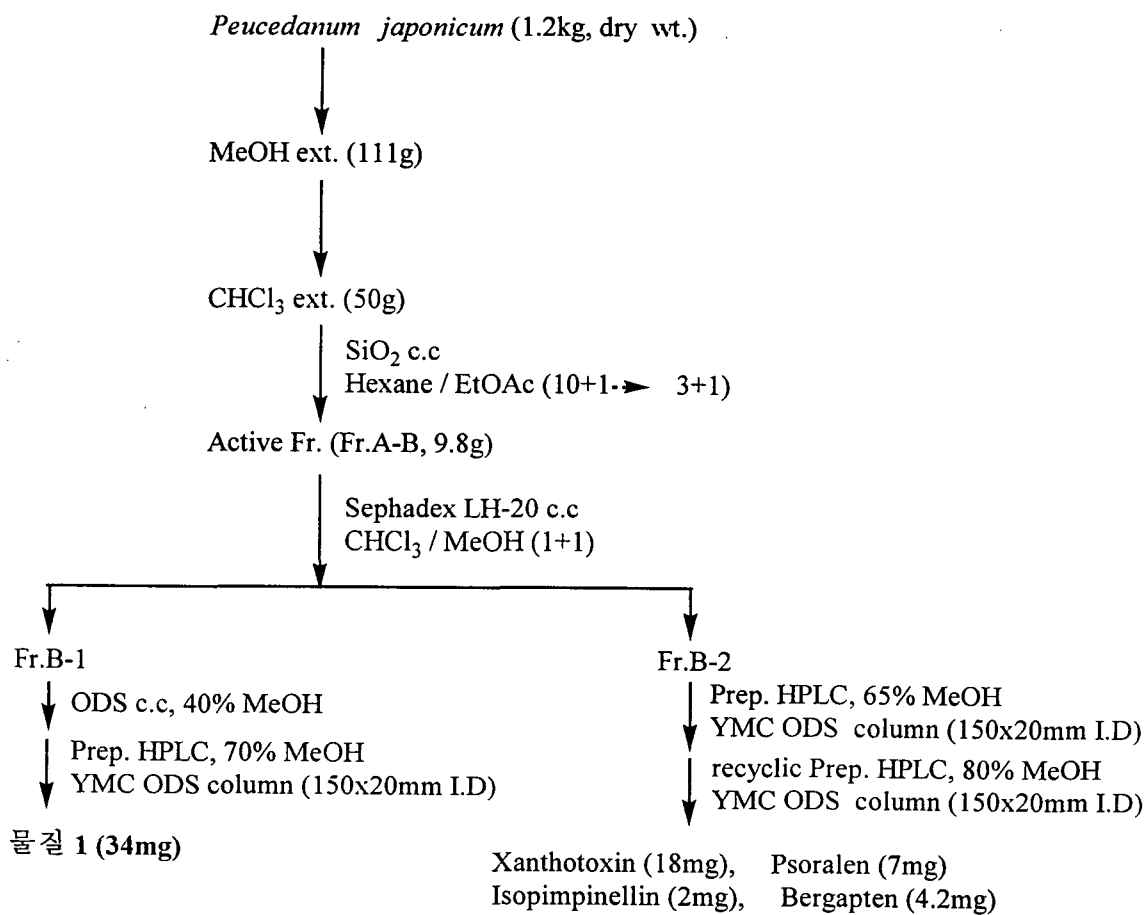 Peucedanum japonicum (1.2kg, dry wt.)
MeOH ext. (111g)
CHCl₃ ext. (50g)
SiO₂ c.c
Hexane / EtOAc (10+1-➤ 3+1)
Active Fr. (Fr.A-B, 9.8g)
Sephadex LH-20 c.c
CHCl₃ / MeOH (1+1)
Fr.B-1
ODS c.c, 40% MeOH
Prep. HPLC, 70% MeOH
YMC ODS column (150x20mm I.D)
물질 1 (34mg)
Fr.B-2
Prep. HPLC, 65% MeOH
YMC ODS column (150x20mm I.D)
recyclic Prep. HPLC, 80% MeOH
YMC ODS column (150x20mm I.D)
Xanthotoxin (18mg), Psoralen (7mg)
Isopimpinellin (2mg), Bergapten (4.2mg)